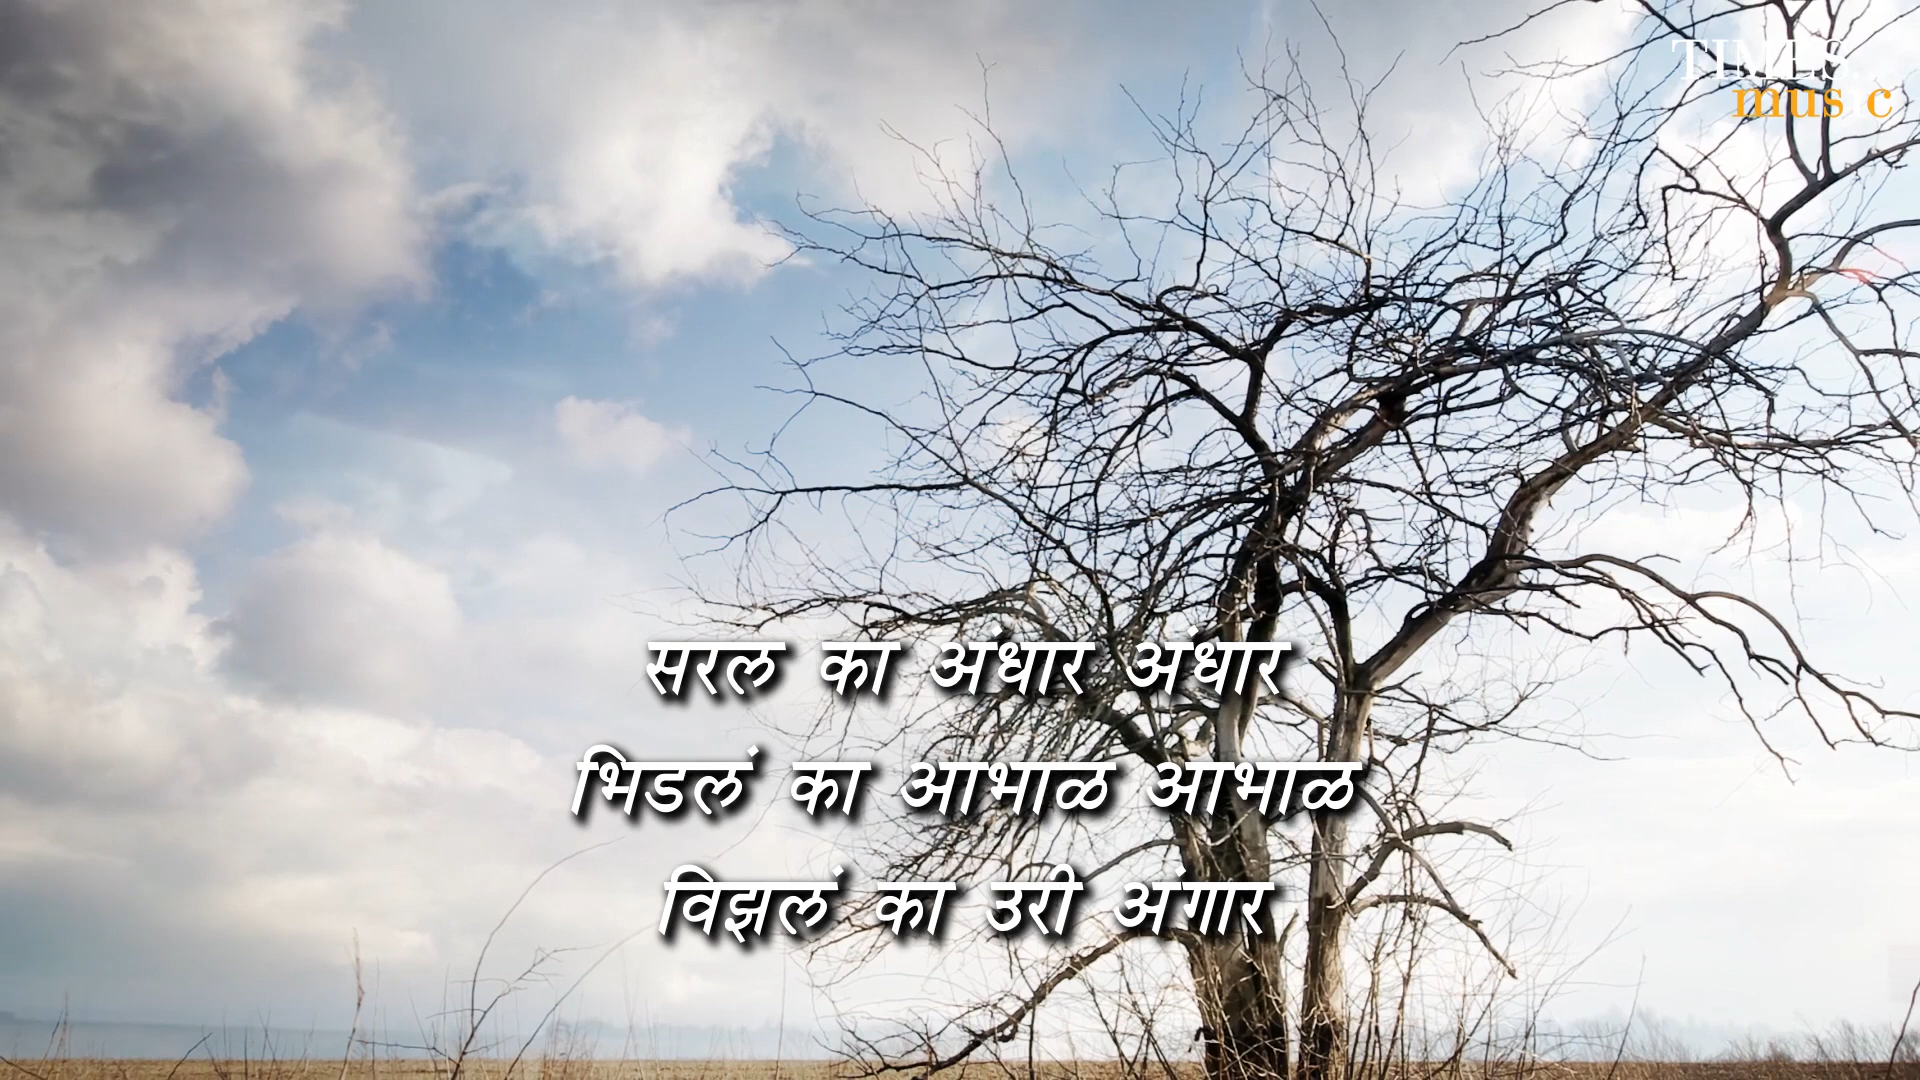 TIMES
music
सरल का अंधार अंधार
भिडलं का आभाळ आभाळ
विझलं का उरी अंगार